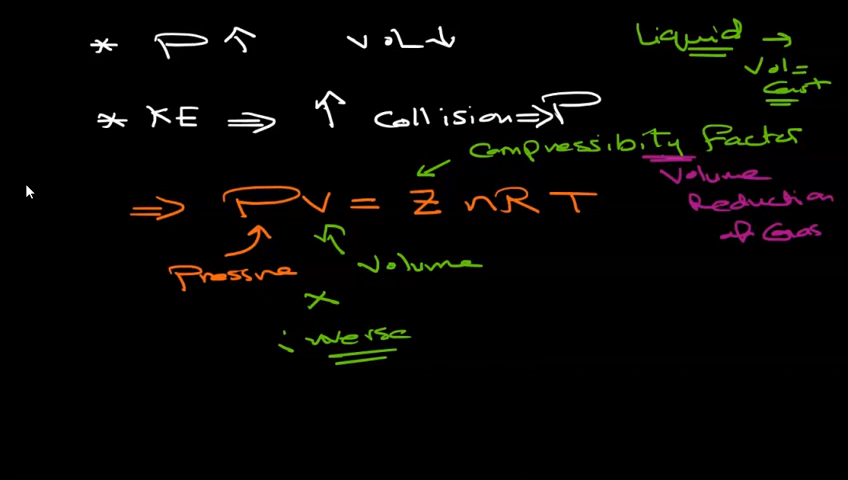 * P ↑ Vol ↓
Liquid →
Vol =
Const
* KE ⇒ ↑ Collision ⇒ P
Compressibility Factor
Volume
Reduction
of Gas
⇒ PV = Z nRT
Pressure
Volume
inverse